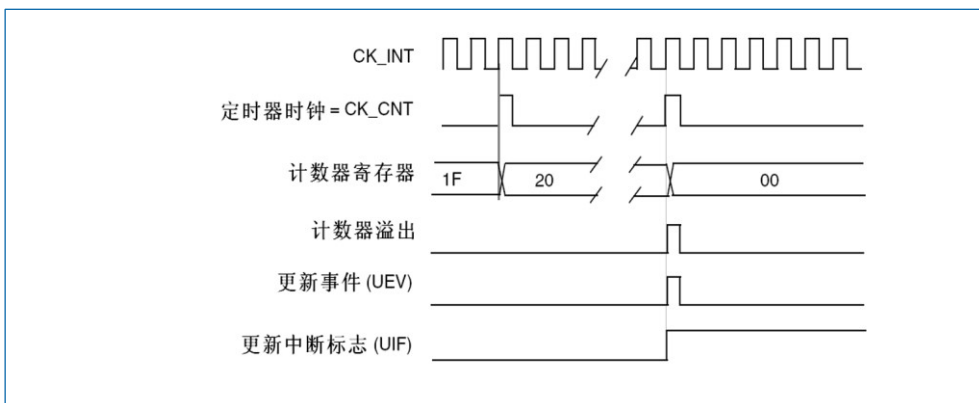 CK_INT
定时器时钟 = CK_CNT
计数器寄存器 1F 20 00
计数器溢出
更新事件 (UEV)
更新中断标志 (UIF)